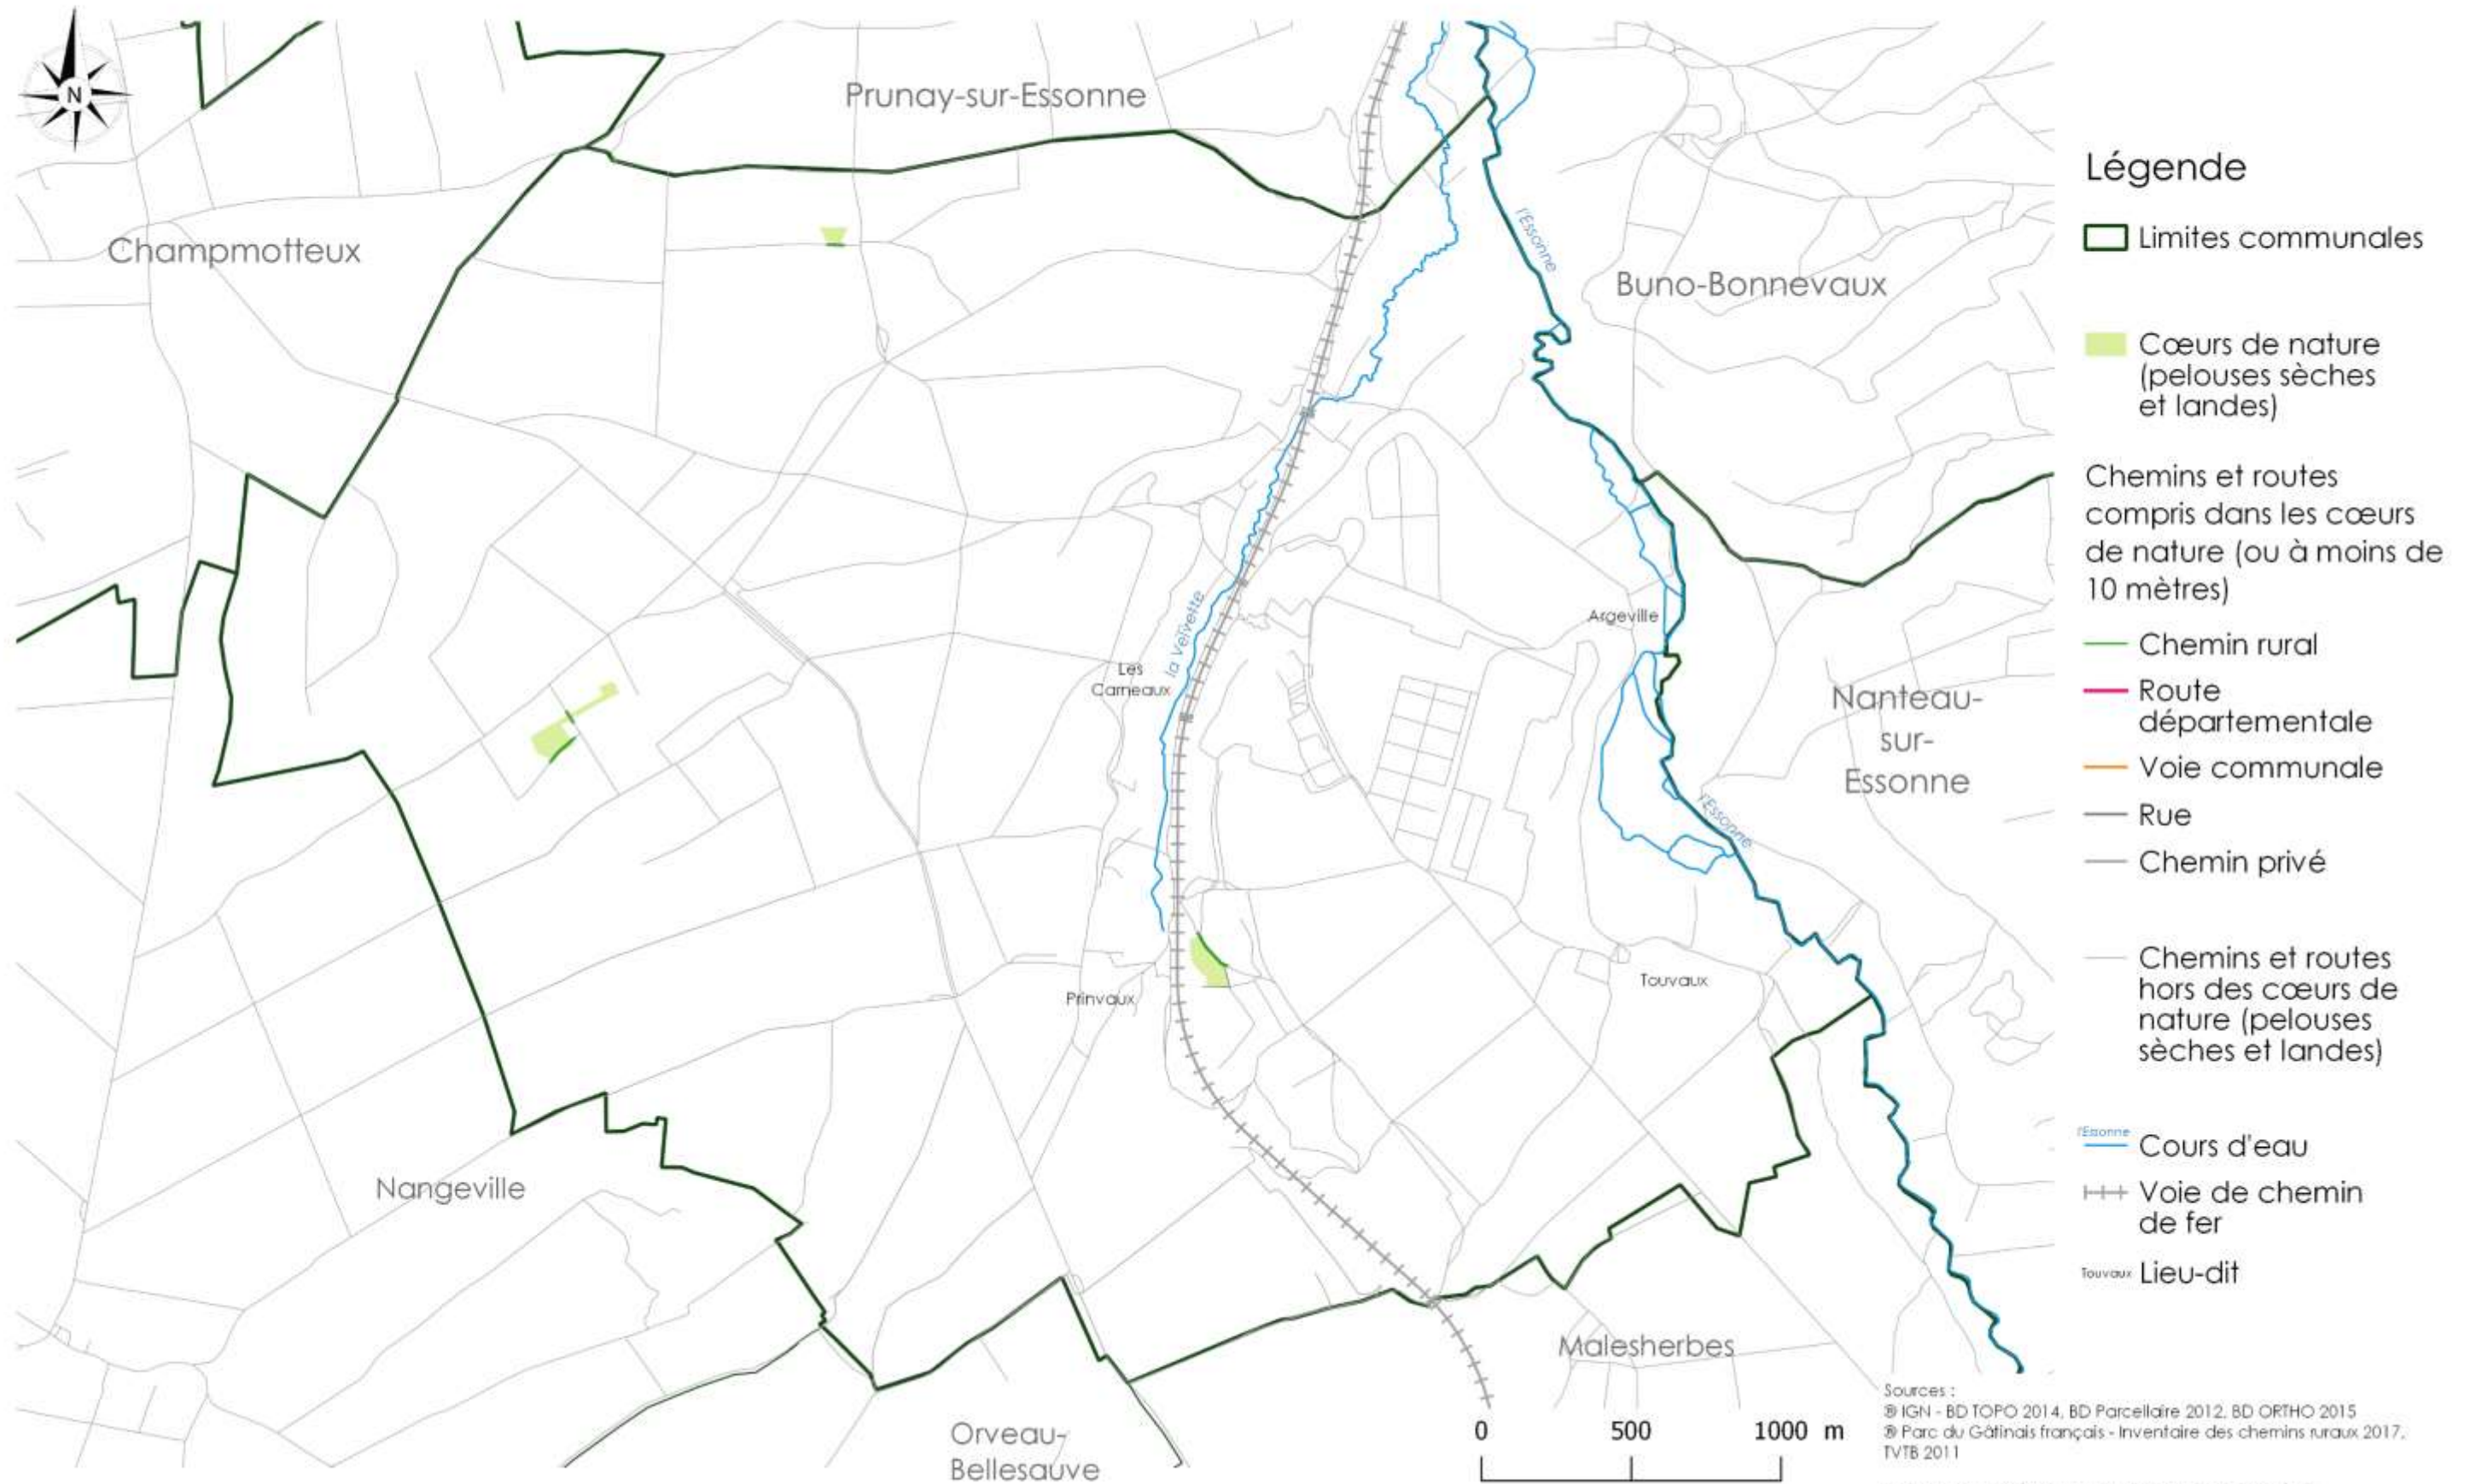 N
Prunay-sur-Essonne
Champmotteux
l'Essonne
Buno-Bonnevaux
Argeville
la Velvette
Les
Carneaux
Nanteau-
sur-
Essonne
l'Essonne
Prinvaux
Touvaux
Nangeville
Malesherbes
Orveau-
Bellesauve
0 500 1000 m
Légende
Limites communales
Cœurs de nature
(pelouses sèches
et landes)
Chemins et routes
compris dans les cœurs
de nature (ou à moins de
10 mètres)
Chemin rural
Route
départementale
Voie communale
Rue
Chemin privé
Chemins et routes
hors des cœurs de
nature (pelouses
sèches et landes)
l'Essonne Cours d'eau
Voie de chemin
de fer
Touvaux Lieu-dit
Sources :
® IGN - BD TOPO 2014, BD Parcellaire 2012, BD ORTHO 2015
® Parc du Gâtinais français - Inventaire des chemins ruraux 2017,
TVTB 2011